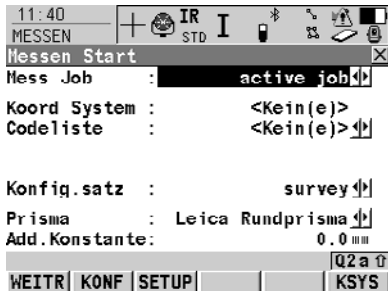 11:40
MESSEN
IR
STD
I
Messen Start
Mess Job : active job
Koord System : <Kein(e)>
Codeliste : <Kein(e)>
Konfig.satz : survey
Prisma : Leica Rundprisma
Add.Konstante: 0.0 mm
Q2a
WEITR KONF SETUP KSYS